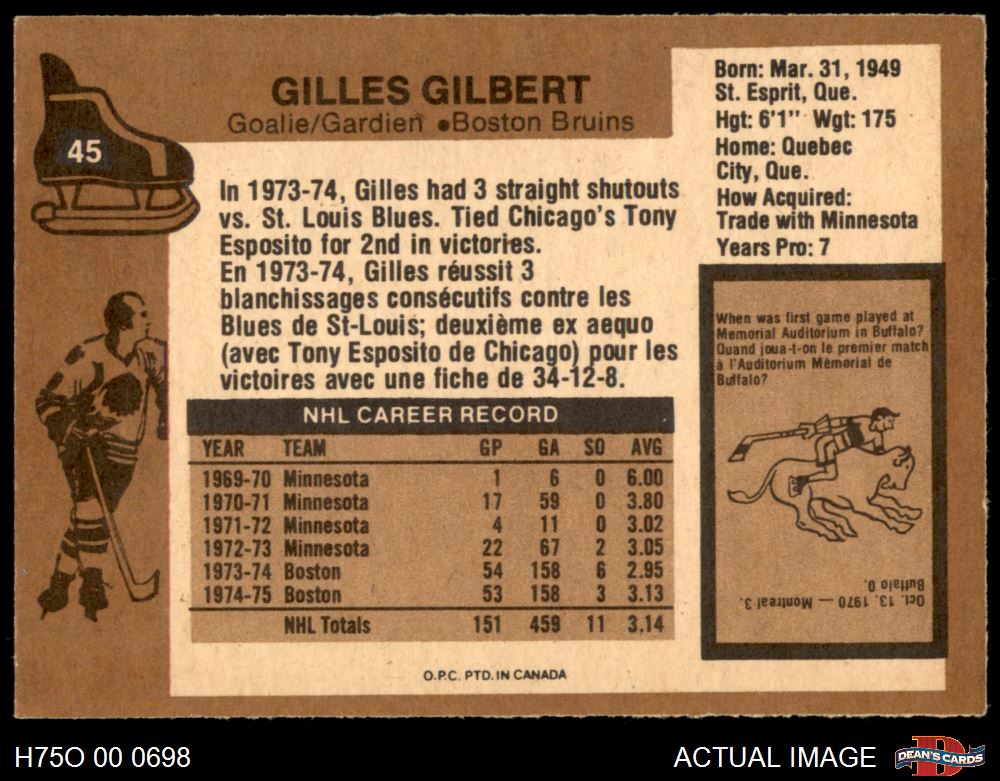 45
GILLES GILBERT
Goalie/Gardien •Boston Bruins
Born: Mar. 31, 1949
St. Esprit, Que.
Hgt: 6'1" Wgt: 175
Home: Quebec
City, Que.
How Acquired:
Trade with Minnesota
Years Pro: 7
In 1973-74, Gilles had 3 straight shutouts
vs. St. Louis Blues. Tied Chicago's Tony
Esposito for 2nd in victories.
En 1973-74, Gilles réussit 3
blanchissages consécutifs contre les
Blues de St-Louis; deuxième ex aequo
(avec Tony Esposito de Chicago) pour les
victoires avec une fiche de 34-12-8.
NHL CAREER RECORD
YEAR TEAM GP GA SO AVG
1969-70 Minnesota 1 6 0 6.00
1970-71 Minnesota 17 59 0 3.80
1971-72 Minnesota 4 11 0 3.02
1972-73 Minnesota 22 67 2 3.05
1973-74 Boston 54 158 6 2.95
1974-75 Boston 53 158 3 3.13
NHL Totals 151 459 11 3.14
When was first game played at
Memorial Auditorium in Buffalo?
Quand joua-t-on le premier match
à l'Auditorium Mémorial de
Buffalo?
Oct. 13, 1970 — Montreal 3,
Buffalo 0.
O.P.C. PTD. IN CANADA
H75O 00 0698
ACTUAL IMAGE
D
DEAN'S CARDS